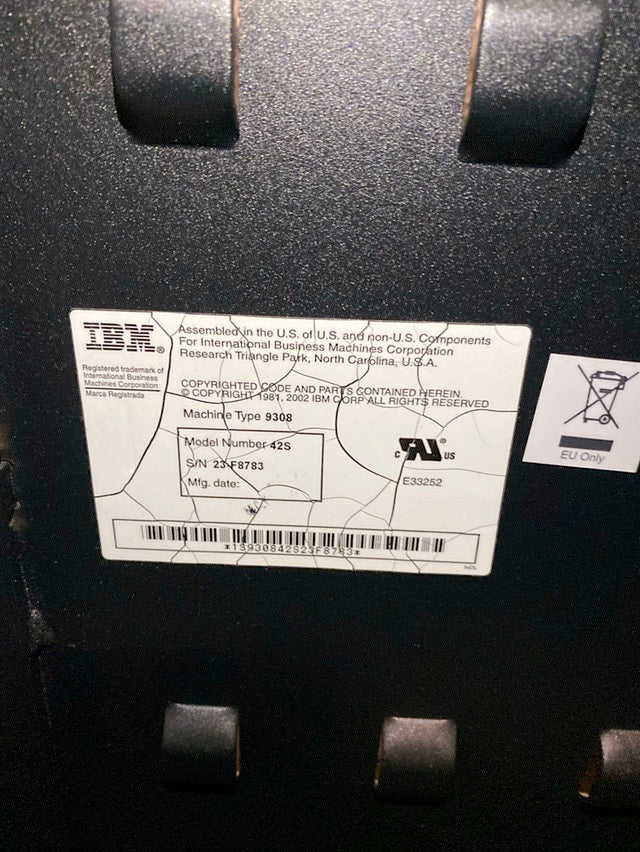 IBM®
Registered trademark of
International Business
Machines Corporation
Marca Registrada
Assembled in the U.S. of U.S. and non-U.S. Components
For International Business Machines Corporation
Research Triangle Park, North Carolina, U.S.A.
COPYRIGHTED CODE AND PARTS CONTAINED HEREIN.
© COPYRIGHT 1981, 2002 IBM CORP ALL RIGHTS RESERVED
Machine Type 9308
Model Number 42S
S/N 23-F8783
Mfg. date:
c RU® US
E33252
*1S930842S23F8783*
NDL
EU Only